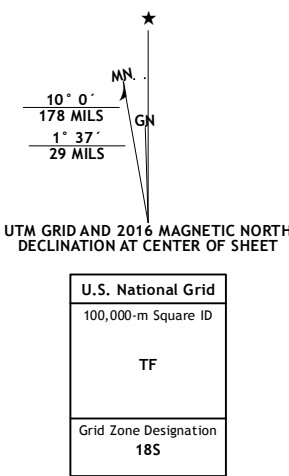 ★
MN
10° 0´
178 MILS
GN
1° 37´
29 MILS
UTM GRID AND 2016 MAGNETIC NORTH
DECLINATION AT CENTER OF SHEET
U.S. National Grid
100,000-m Square ID
TF
Grid Zone Designation
18S